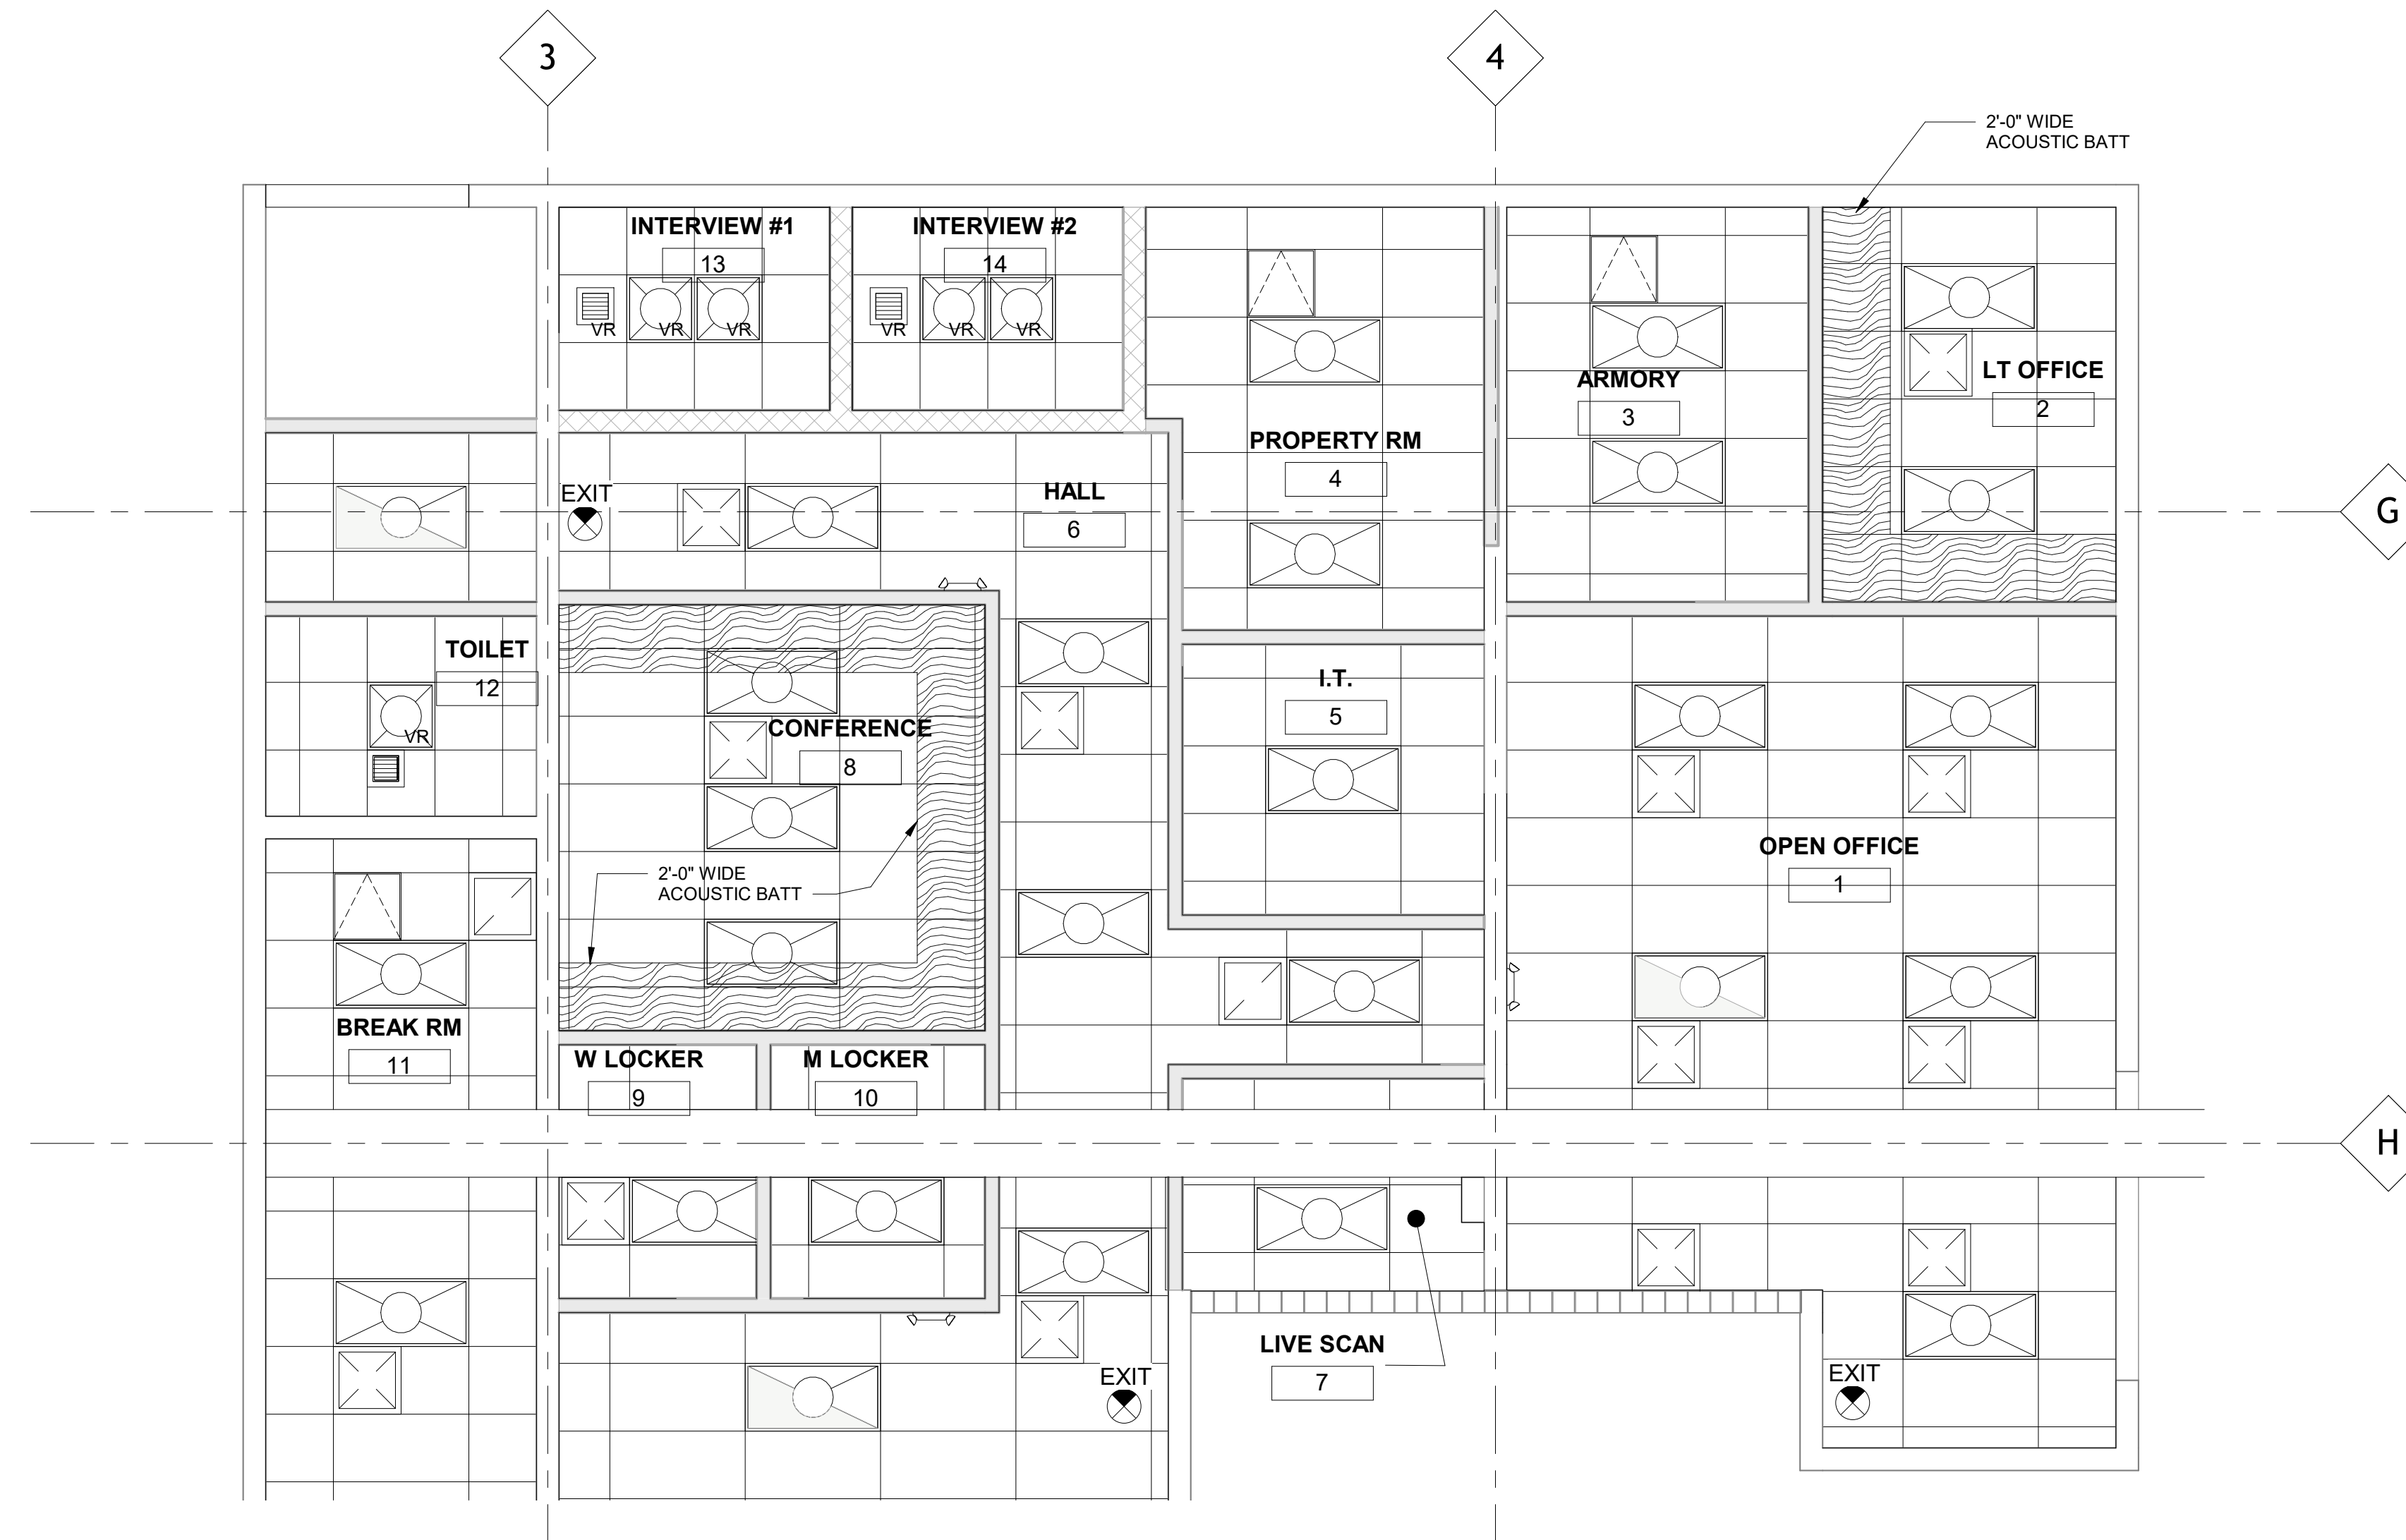 3
4
2'-0" WIDE
ACOUSTIC BATT
INTERVIEW #1
13
INTERVIEW #2
14
VR
VR
VR
VR
VR
VR
LT OFFICE
2
ARMORY
3
PROPERTY RM
4
HALL
6
EXIT
G
TOILET
12
VR
I.T.
5
CONFERENCE
8
OPEN OFFICE
1
2'-0" WIDE
ACOUSTIC BATT
BREAK RM
11
W LOCKER
9
M LOCKER
10
H
LIVE SCAN
7
EXIT
EXIT